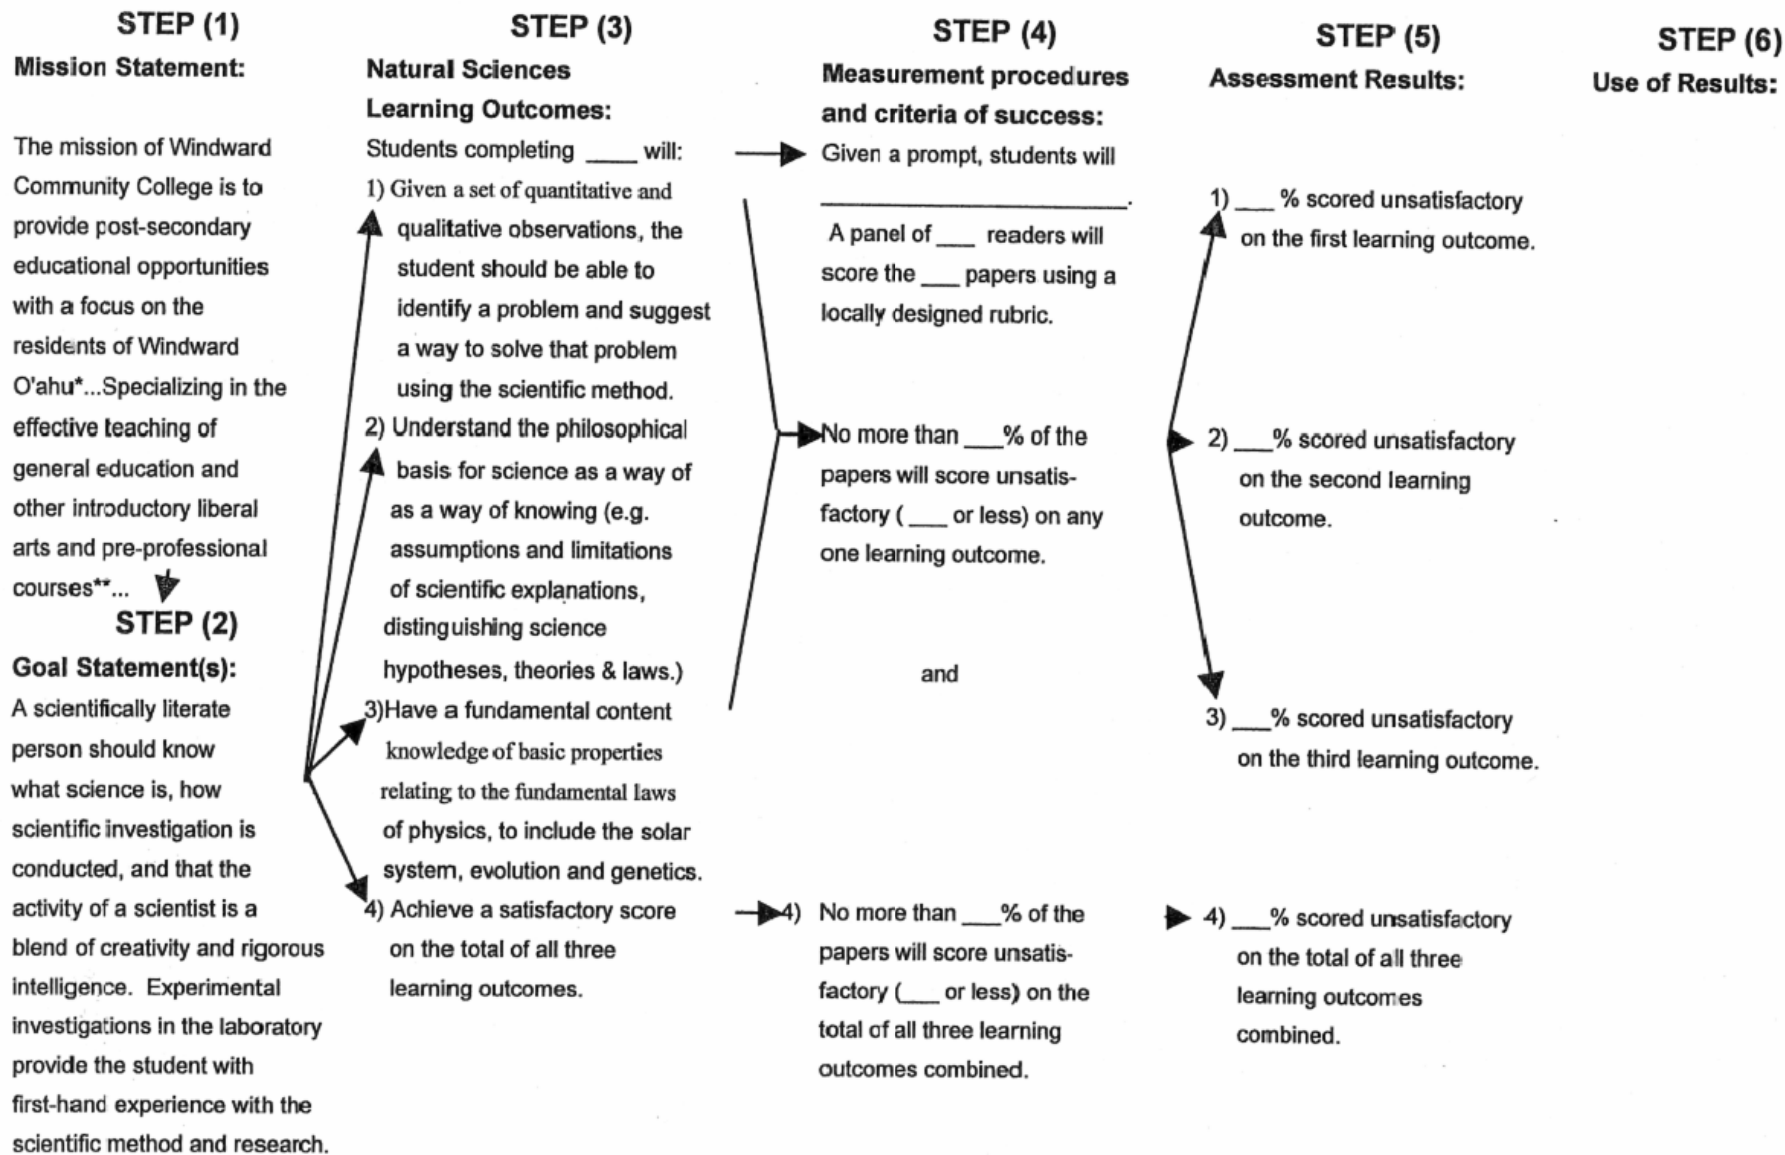 STEP (1)
Mission Statement:
The mission of Windward
Community College is to
provide post-secondary
educational opportunities
with a focus on the
residents of Windward
O'ahu*...Specializing in the
effective teaching of
general education and
other introductory liberal
arts and pre-professional
courses**...
STEP (2)
Goal Statement(s):
A scientifically literate
person should know
what science is, how
scientific investigation is
conducted, and that the
activity of a scientist is a
blend of creativity and rigorous
intelligence. Experimental
investigations in the laboratory
provide the student with
first-hand experience with the
scientific method and research.
STEP (3)
Natural Sciences
Learning Outcomes:
Students completing ____ will:
1) Given a set of quantitative and
qualitative observations, the
student should be able to
identify a problem and suggest
a way to solve that problem
using the scientific method.
2) Understand the philosophical
basis for science as a way of
as a way of knowing (e.g.
assumptions and limitations
of scientific explanations,
distinguishing science
hypotheses, theories & laws.)
3)Have a fundamental content
knowledge of basic properties
relating to the fundamental laws
of physics, to include the solar
system, evolution and genetics.
4) Achieve a satisfactory score
on the total of all three
learning outcomes.
STEP (4)
Measurement procedures
and criteria of success:
Given a prompt, students will
________________________.
A panel of ___ readers will
score the ___ papers using a
locally designed rubric.
No more than ___% of the
papers will score unsatis-
factory ( ___ or less) on any
one learning outcome.
and
4) No more than ___% of the
papers will score unsatis-
factory (___ or less) on the
total of all three learning
outcomes combined.
STEP (5)
Assessment Results:
1) ___ % scored unsatisfactory
on the first learning outcome.
2) ___% scored unsatisfactory
on the second learning
outcome.
3) ___% scored unsatisfactory
on the third learning outcome.
4) ___% scored unsatisfactory
on the total of all three
learning outcomes
combined.
STEP (6)
Use of Results: